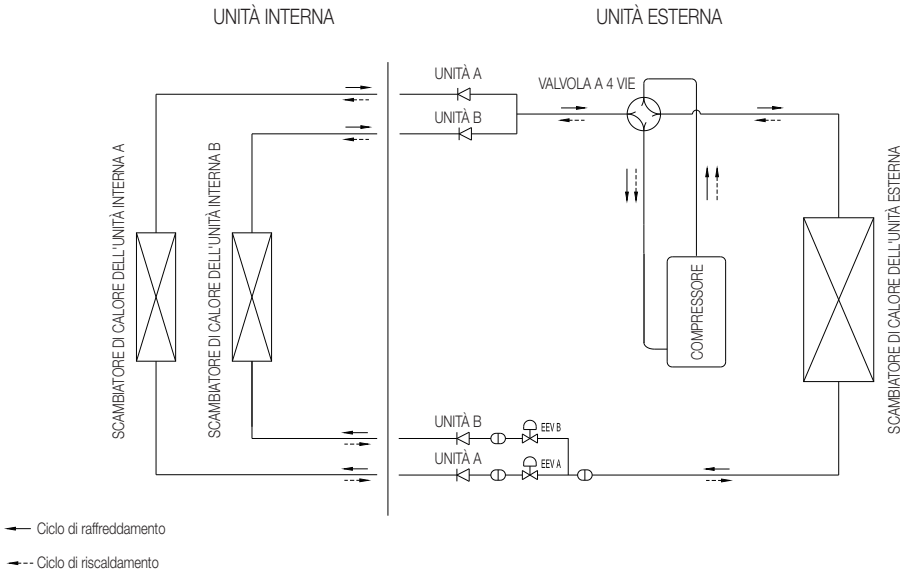 UNITÀ INTERNA
UNITÀ ESTERNA
UNITÀ A
VALVOLA A 4 VIE
UNITÀ B
SCAMBIATORE DI CALORE DELL'UNITÀ INTERNA A
SCAMBIATORE DI CALORE DELL'UNITÀ INTERNA B
COMPRESSORE
SCAMBIATORE DI CALORE DELL'UNITÀ ESTERNA
UNITÀ B
EEV B
UNITÀ A
EEV A
Ciclo di raffreddamento
Ciclo di riscaldamento